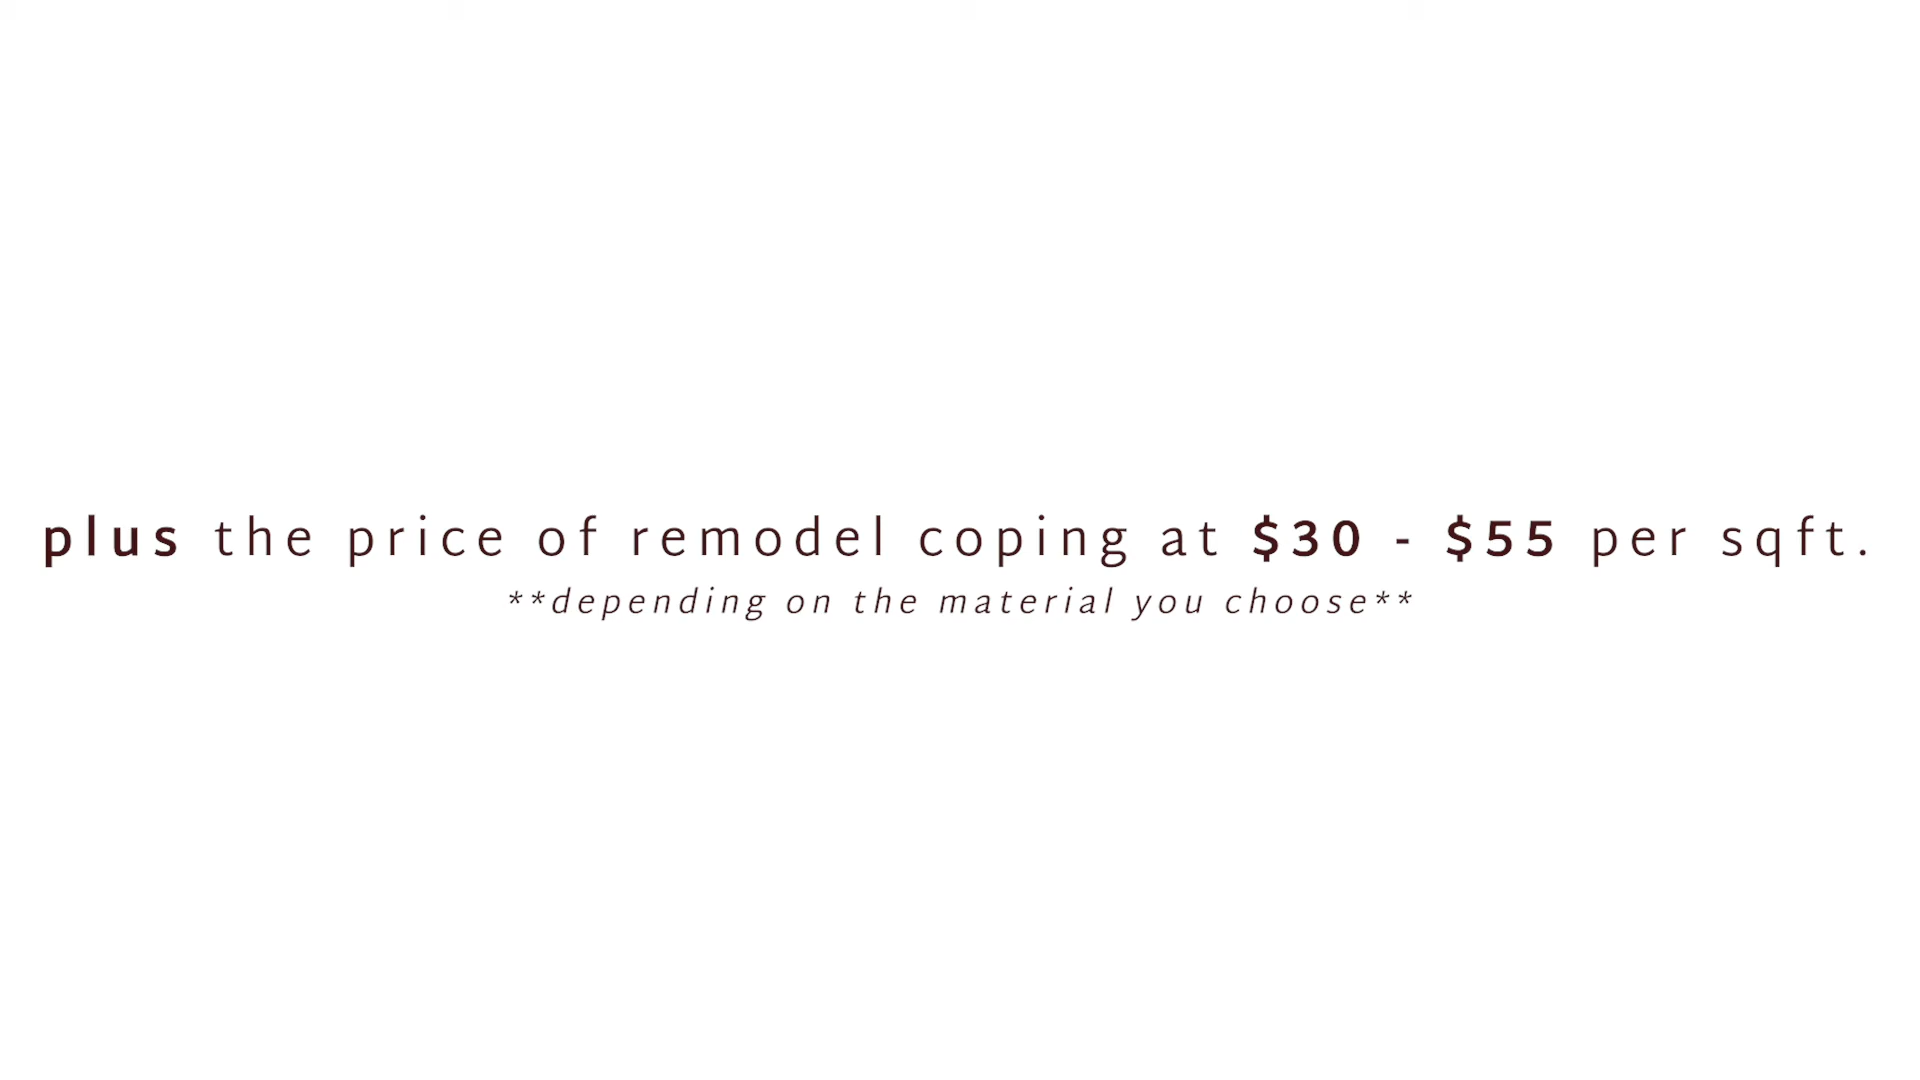 plus the price of remodel coping at $30 - $55 per sqft.
**depending on the material you choose**